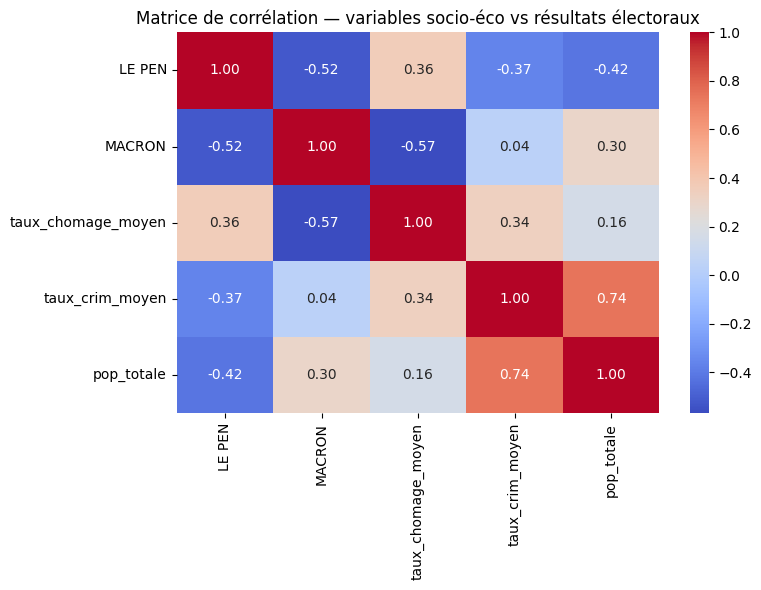 Matrice de corrélation — variables socio-éco vs résultats électoraux
LE PEN 1.00 -0.52 0.36 -0.37 -0.42
MACRON -0.52 1.00 -0.57 0.04 0.30
taux_chomage_moyen 0.36 -0.57 1.00 0.34 0.16
taux_crim_moyen -0.37 0.04 0.34 1.00 0.74
pop_totale -0.42 0.30 0.16 0.74 1.00
LE PEN
MACRON
taux_chomage_moyen
taux_crim_moyen
pop_totale
1.0
0.8
0.6
0.4
0.2
0.0
−0.2
−0.4